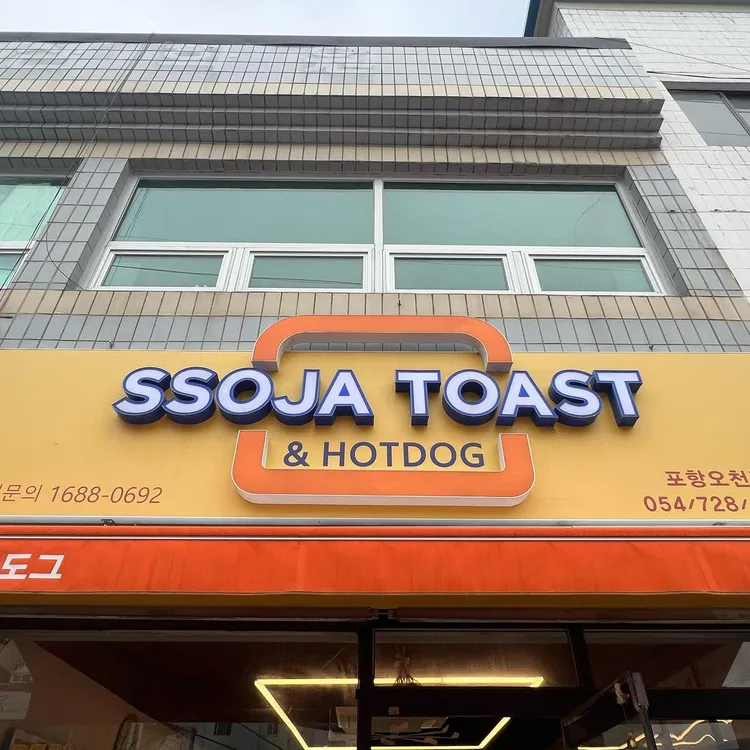 SSOJA TOAST
& HOTDOG
문의 1688-0692
포항오천
054/728/
도그